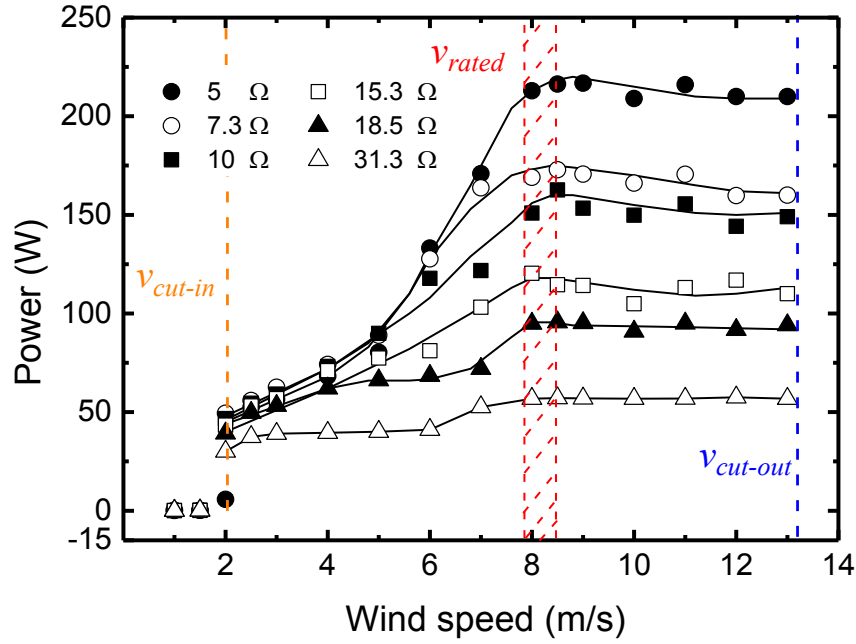 250
200
150
100
50
0
-15
Power (W)
v_rated
5 Ω
7.3 Ω
10 Ω
15.3 Ω
18.5 Ω
31.3 Ω
v_cut-in
v_cut-out
2 4 6 8 10 12 14
Wind speed (m/s)